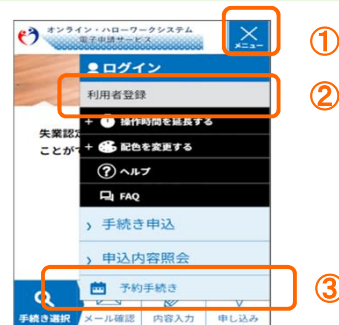 オンライン・ハローワークシステム
電子申請サービス
メニュー
①
ログイン
利用者登録
②
+ 操作時間を延長する
失業認定
+ 配色を変更する
ことが
ヘルプ
FAQ
手続き申込
申込内容照会
予約手続き
③
手続き選択
メール確認
内容入力
申し込み